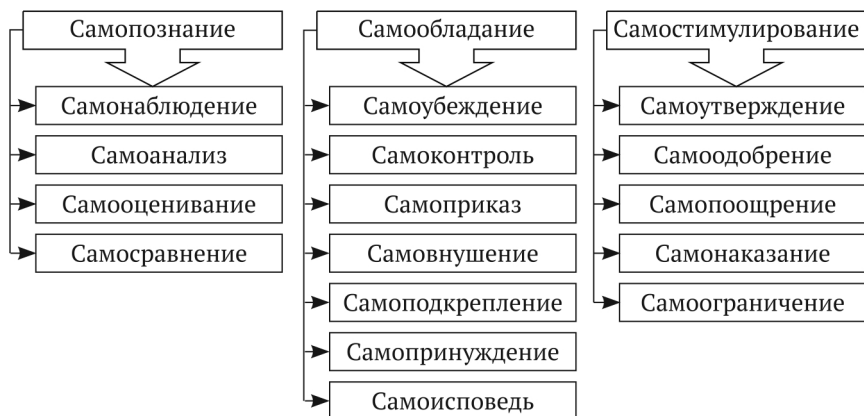 Самопознание
Самонаблюдение
Самоанализ
Самооценивание
Самосравнение
Самообладание
Самоубеждение
Самоконтроль
Самоприказ
Самовнушение
Самоподкрепление
Самопринуждение
Самоисповедь
Самостимулирование
Самоутверждение
Самоодобрение
Самопоощрение
Самонаказание
Самоограничение